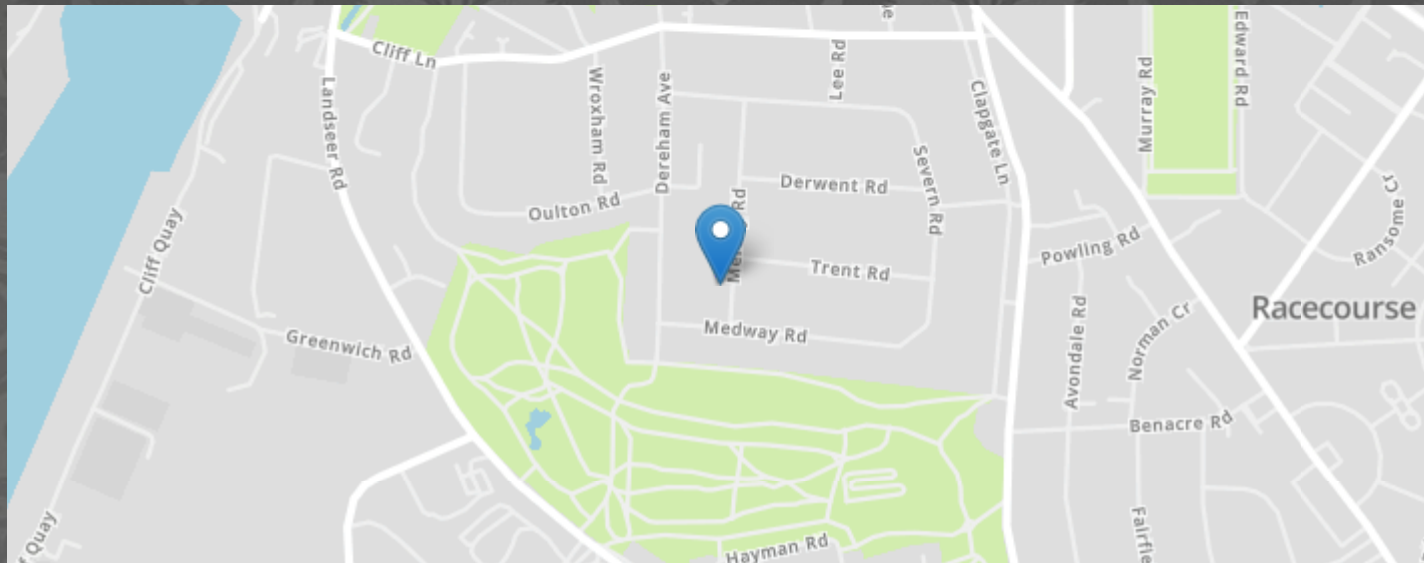 Cliff Ln
Lee Rd
Edward Rd
Murray Rd
Landseer Rd
Wroxham Rd
Dereham Ave
Clapgate Ln
Severn Rd
Derwent Rd
Ransome Cr
Oulton Rd
Rd
Cliff Quay
Powling Rd
Trent Rd
Racecourse
Norman Cr
Medway Rd
Greenwich Rd
Avondale Rd
Benacre Rd
Hayman Rd
Quay